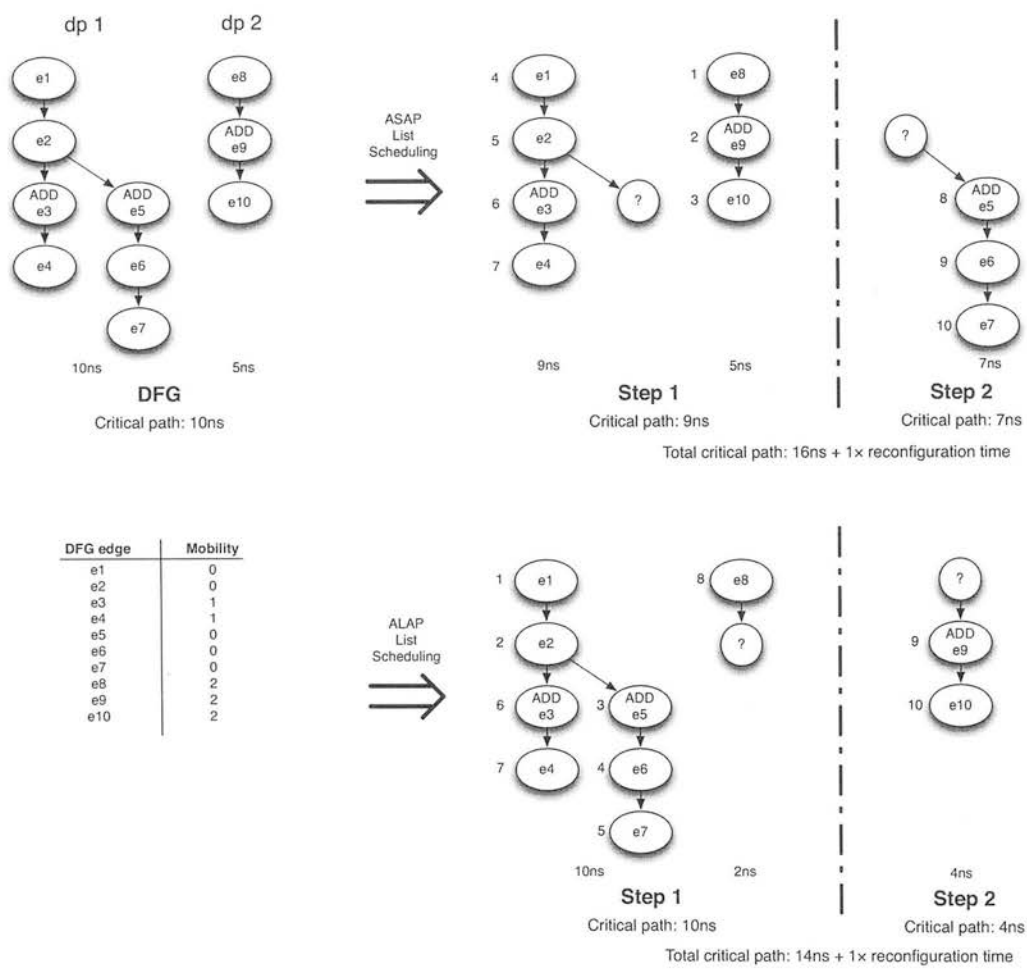 dp 1
dp 2
e1
e8
e2
ADD
e9
ADD
e3
ADD
e5
e10
e4
e6
e7
10ns
5ns
DFG
Critical path: 10ns
ASAP
List
Scheduling
4 e1
1 e8
5 e2
2 ADD
e9
6 ADD
e3
?
3 e10
7 e4
9ns
5ns
Step 1
Critical path: 9ns
?
8 ADD
e5
9 e6
10 e7
7ns
Step 2
Critical path: 7ns
Total critical path: 16ns + 1× reconfiguration time
DFG edge Mobility
e1 0
e2 0
e3 1
e4 1
e5 0
e6 0
e7 0
e8 2
e9 2
e10 2
ALAP
List
Scheduling
1 e1
8 e8
2 e2
?
6 ADD
e3
3 ADD
e5
7 e4
4 e6
5 e7
10ns
2ns
Step 1
Critical path: 10ns
?
9 ADD
e9
10 e10
4ns
Step 2
Critical path: 4ns
Total critical path: 14ns + 1× reconfiguration time